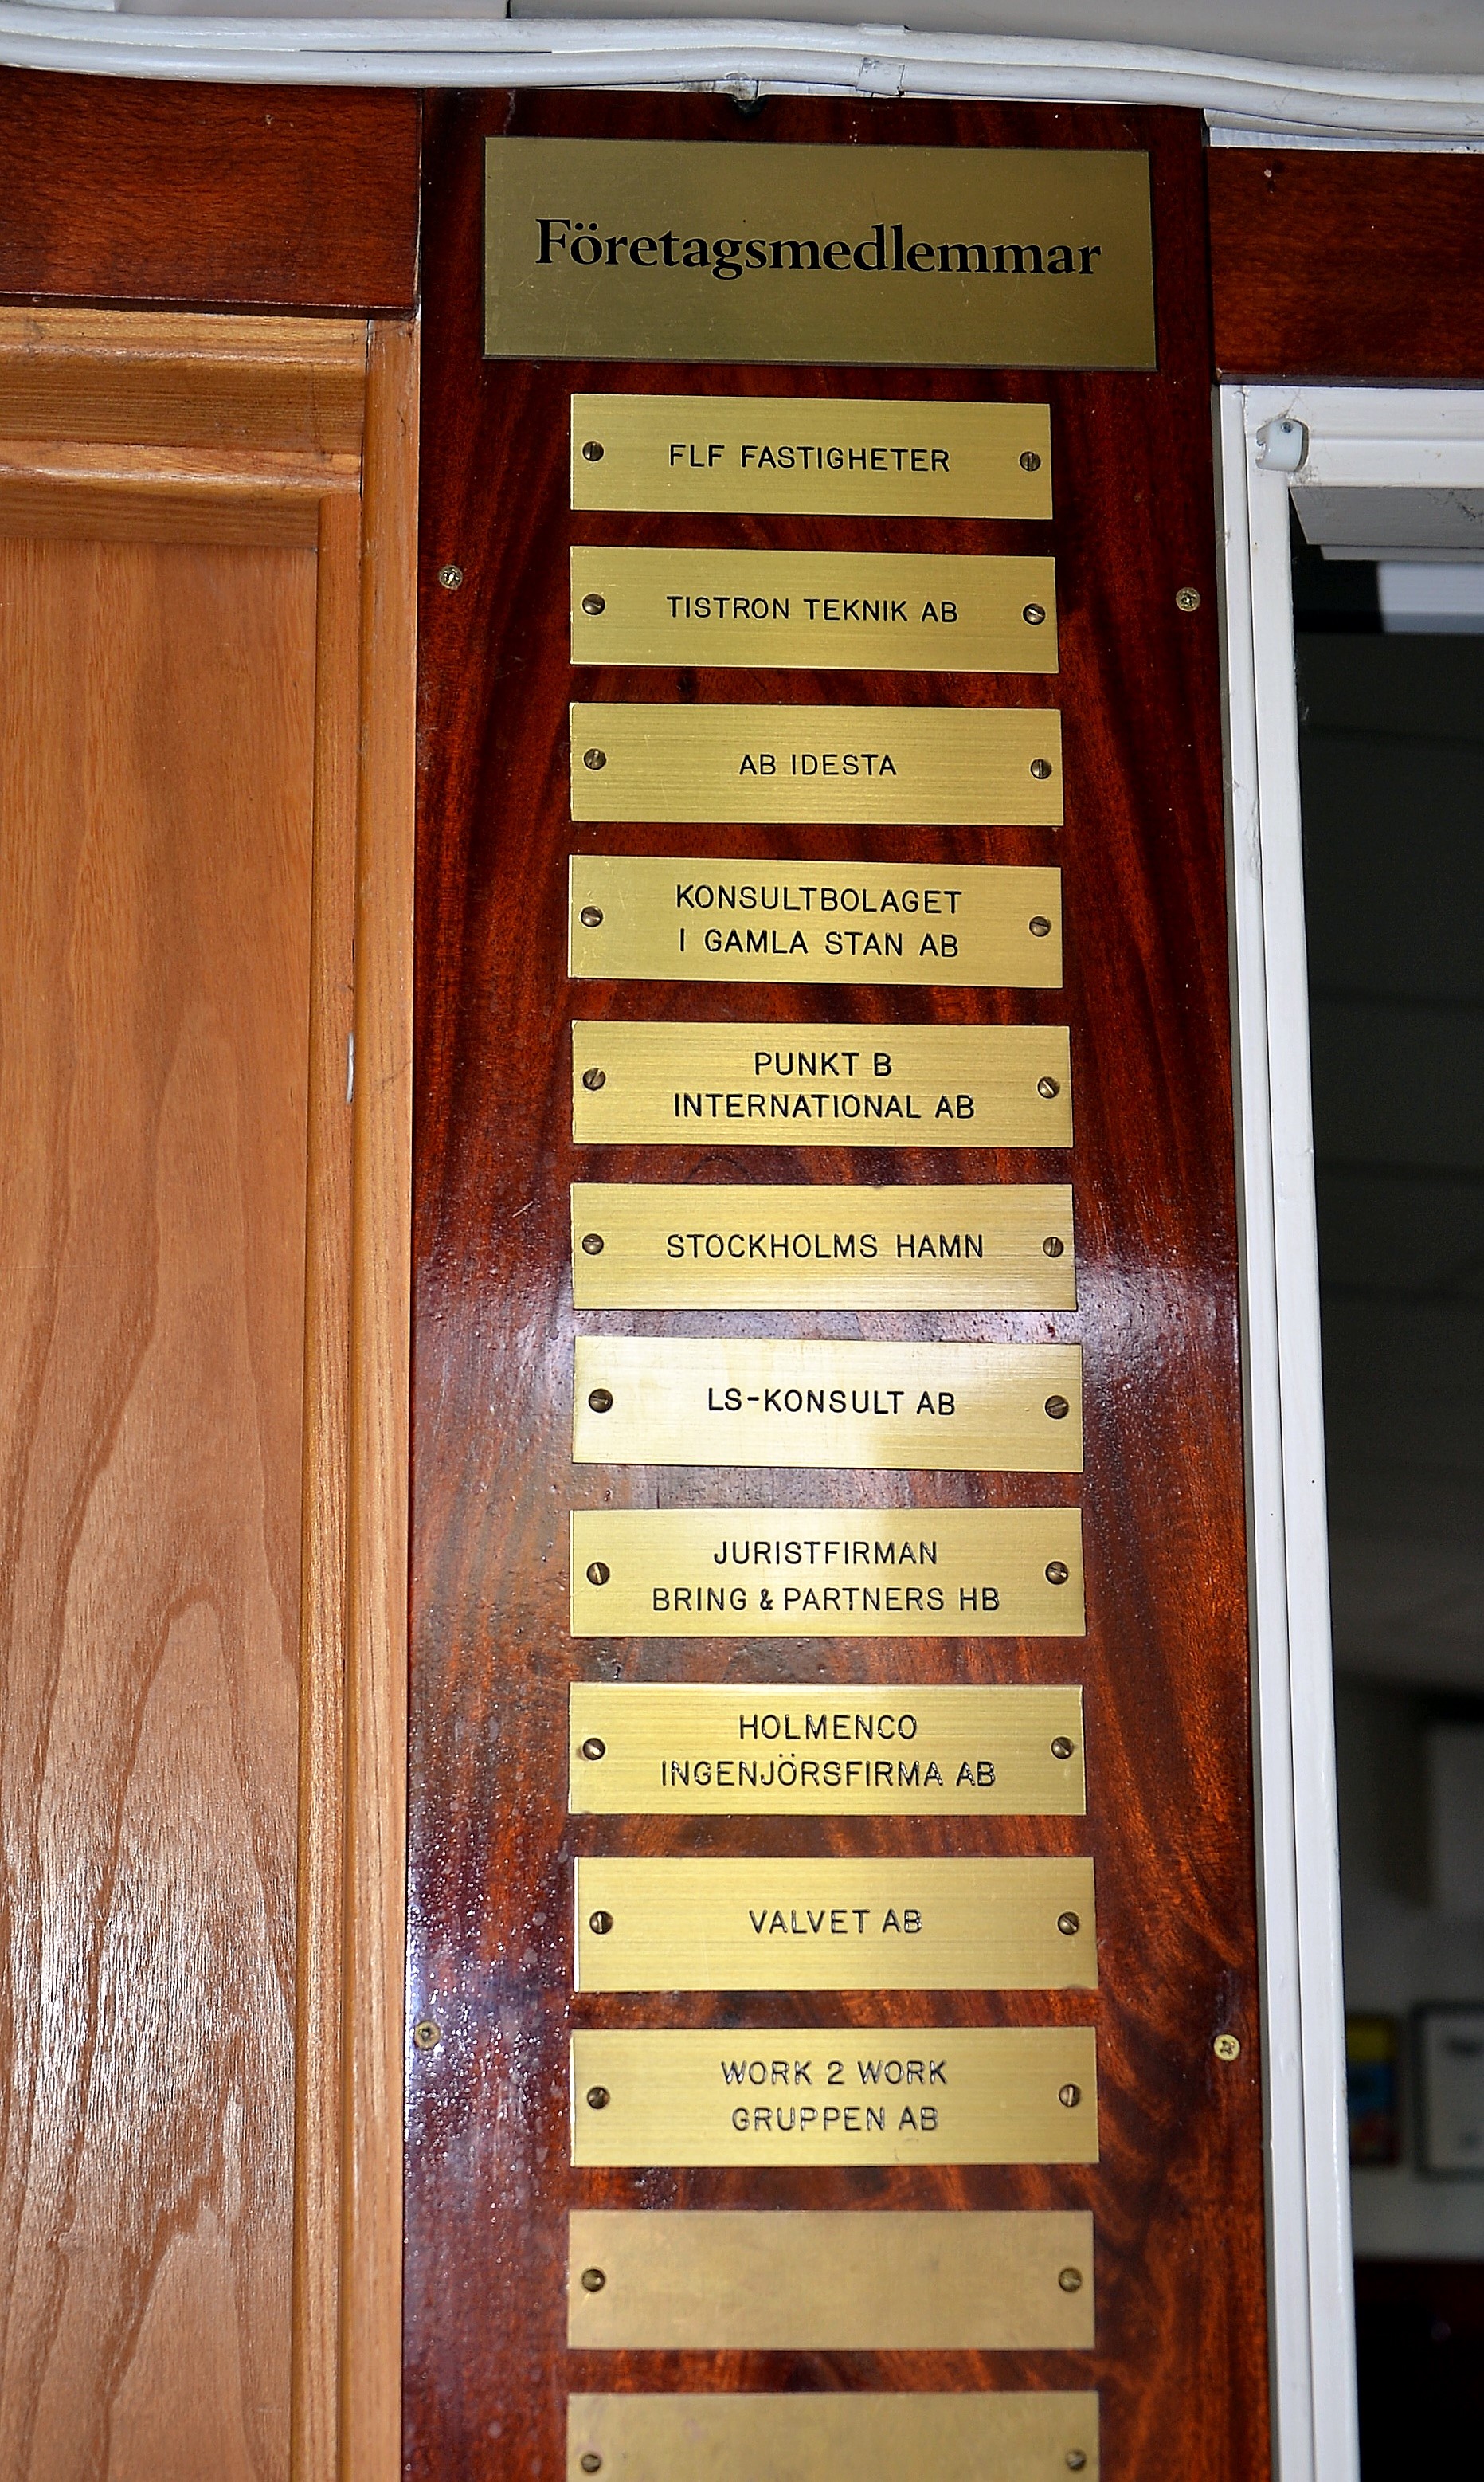 Företagsmedlemmar
FLF FASTIGHETER
TISTRON TEKNIK AB
AB IDESTA
KONSULTBOLAGET
I GAMLA STAN AB
PUNKT B
INTERNATIONAL AB
STOCKHOLMS HAMN
LS-KONSULT AB
JURISTFIRMAN
BRING & PARTNERS HB
HOLMENCO
INGENJÖRSFIRMA AB
VALVET AB
WORK 2 WORK
GRUPPEN AB